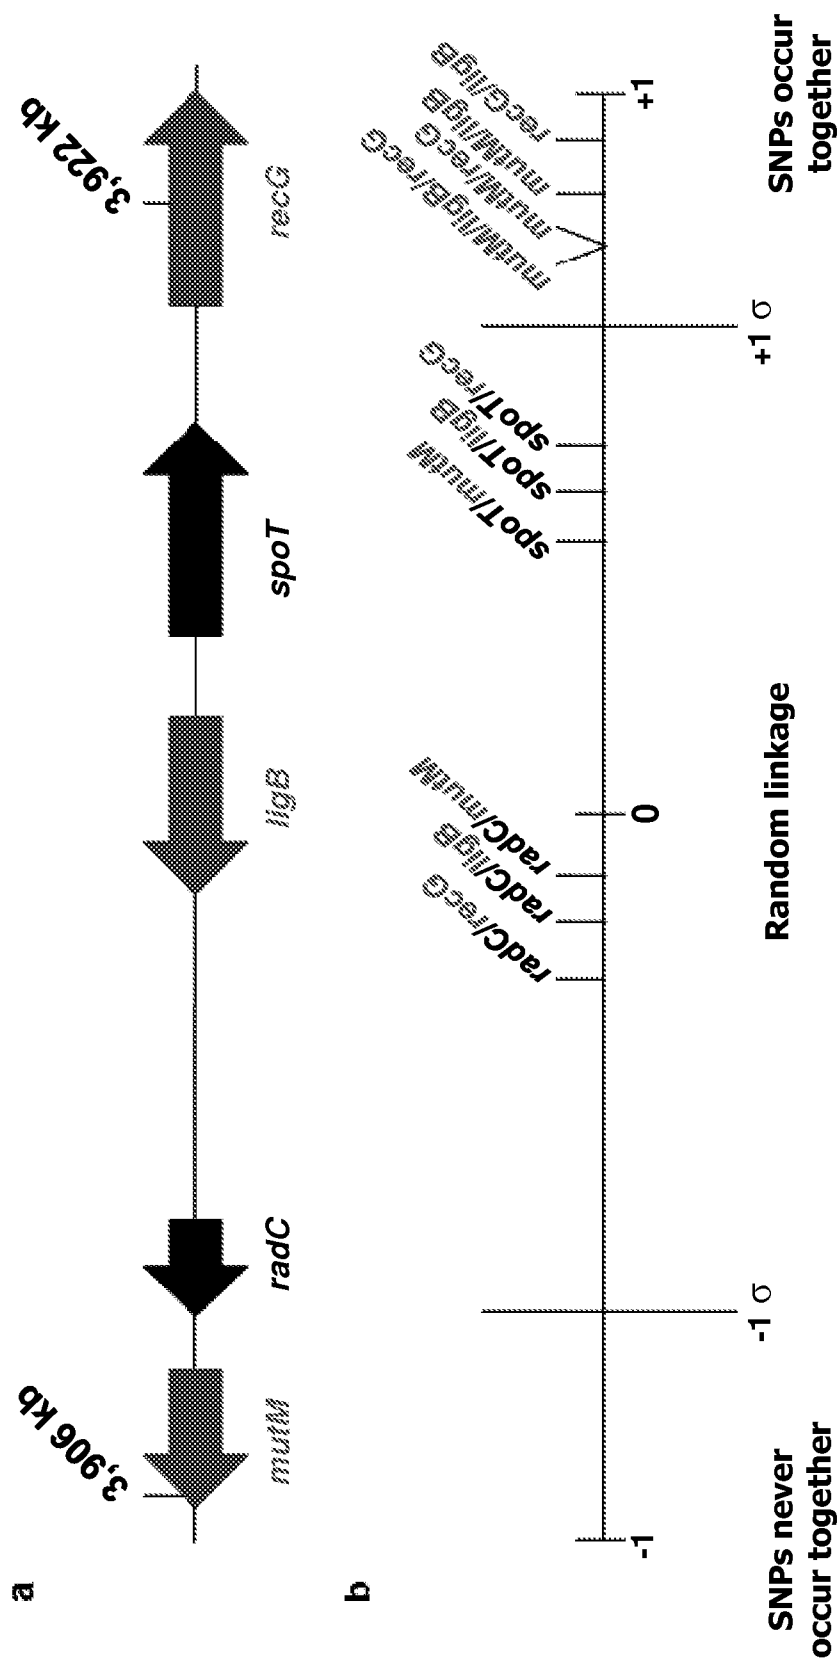 a
3,906 kb
3,922 kb
mutM
radC
ligB
spoT
recG
b
radC/recG
radC/ligB
radC/mutM
spoT/mutM
spoT/ligB
spoT/recG
mutM/ligB/recG
mutM/recG
mutM/ligB
recG/ligB
-1
0
+1
-1 σ
+1 σ
SNPs never
occur together
Random linkage
SNPs occur
together